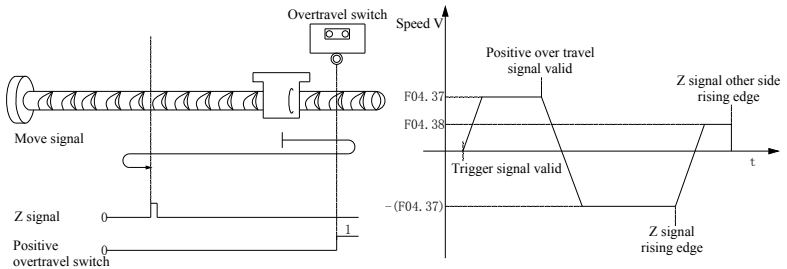 Overtravel switch
Move signal
Z signal
0
1
Positive
overtravel switch
0
Speed V
Positive over travel
signal valid
Z signal other side
rising edge
F04.37
F04.38
Trigger signal valid
t
-(F04.37)
Z signal
rising edge